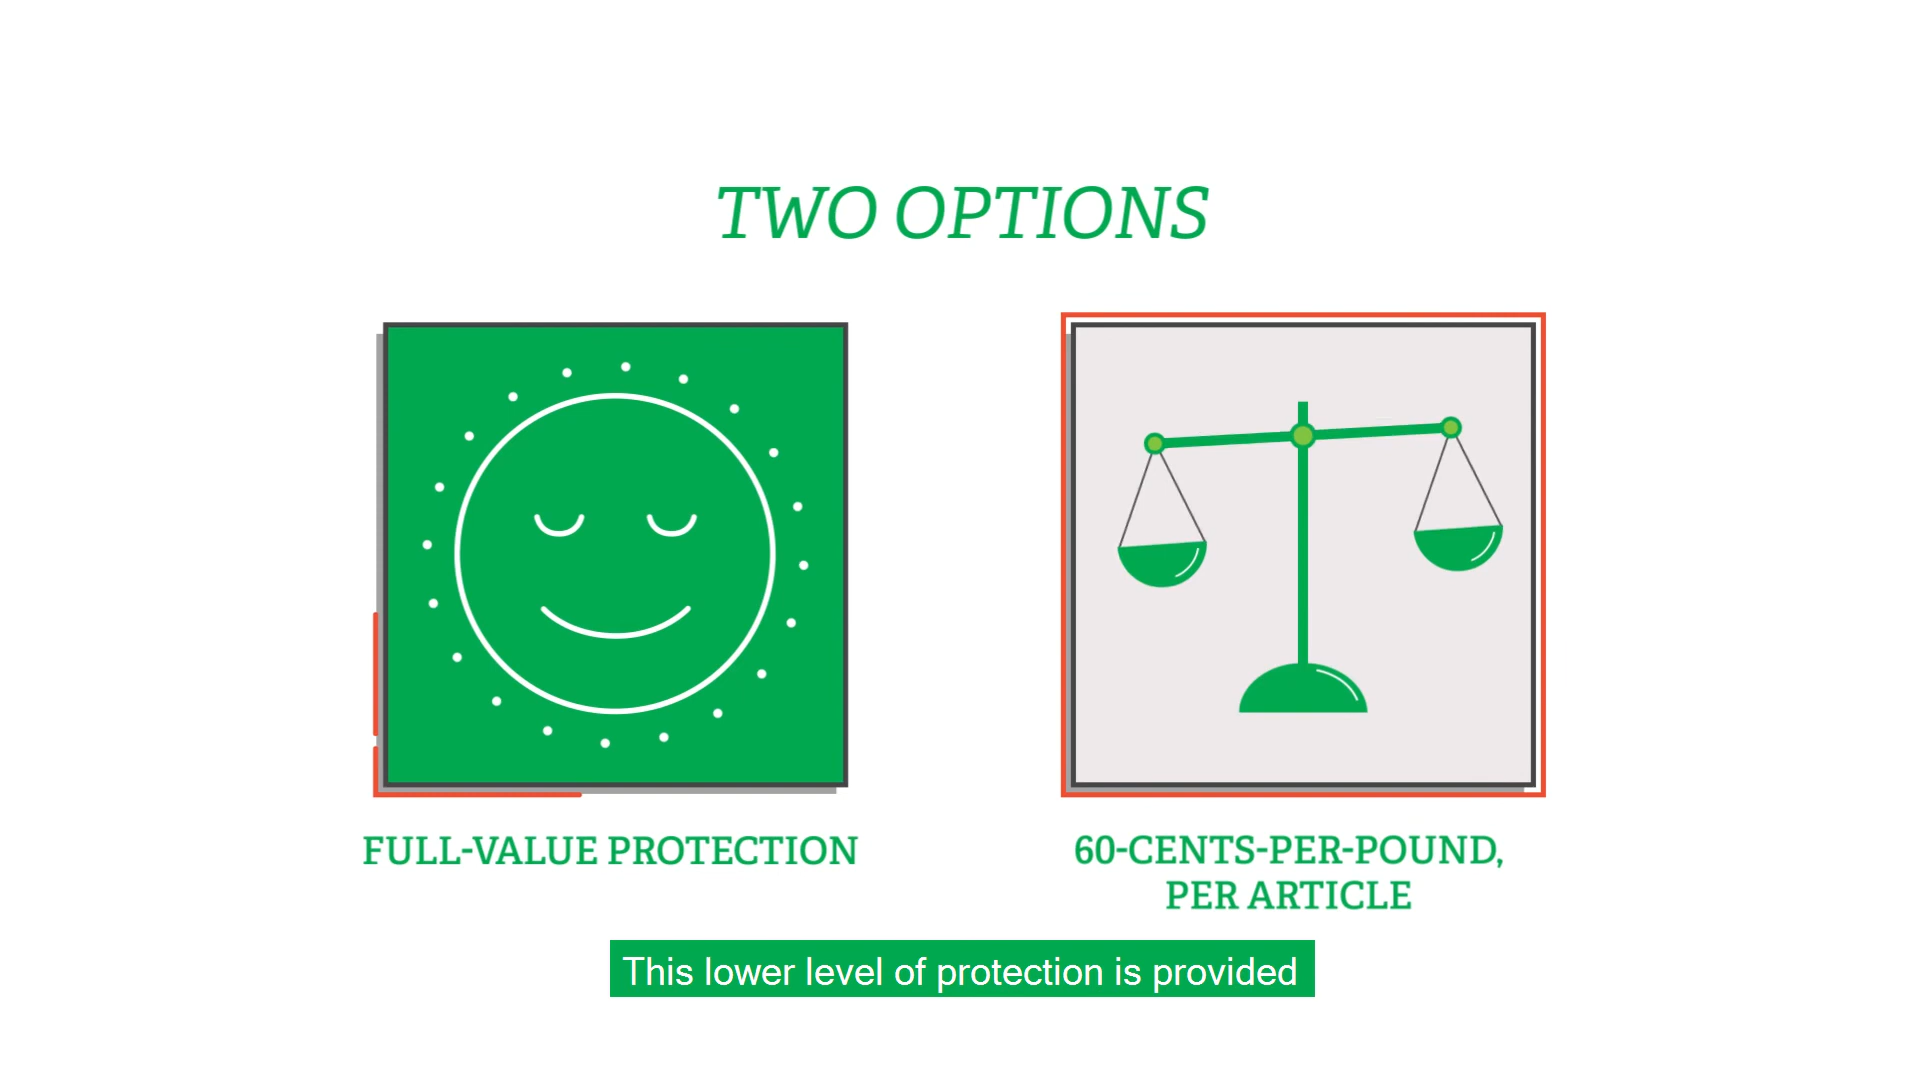 TWO OPTIONS
FULL-VALUE PROTECTION
60-CENTS-PER-POUND,
PER ARTICLE
This lower level of protection is provided